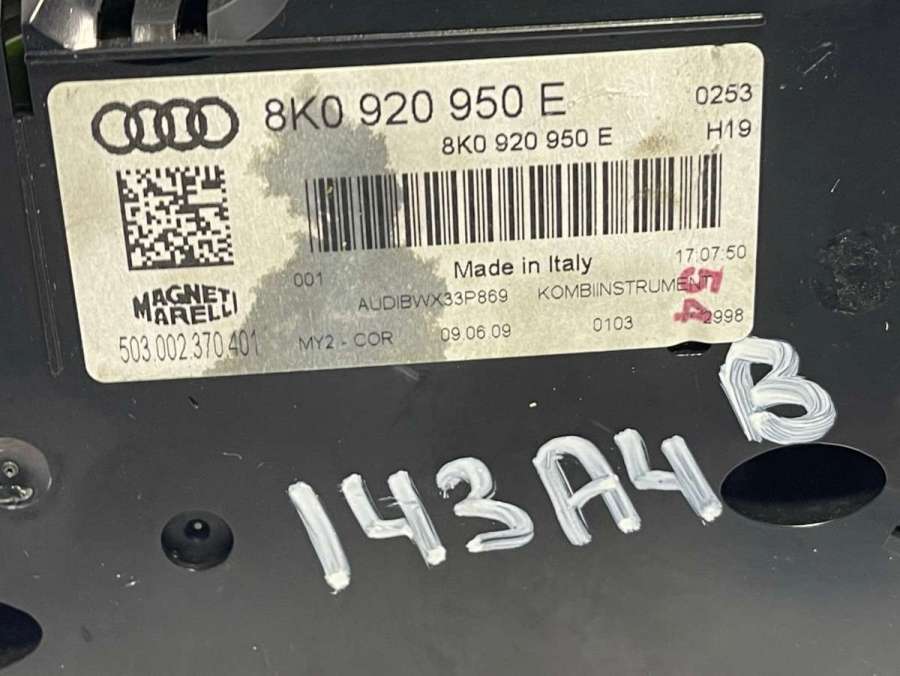 8K0 920 950 E
0253
8K0 920 950 E
H19
001
Made in Italy
17:07:50
MAGNETI
MARELLI
AUDIBWX33P869
KOMBIINSTRUMENT
54
503.002.370.401
MY2 - COR
09.06.09
0103
2998
B
143A4